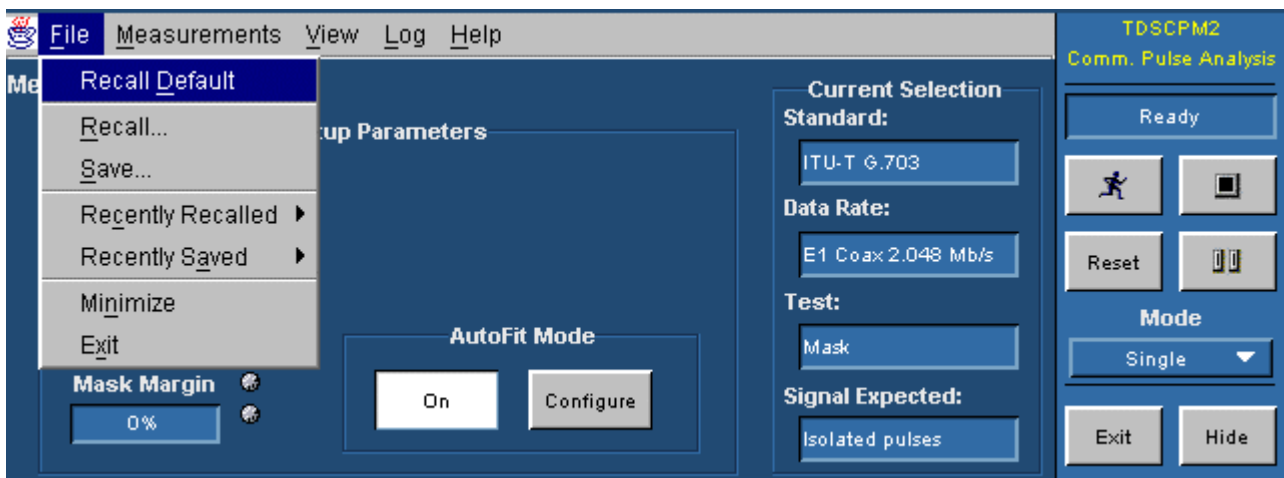 File Measurements View Log Help
Recall Default
Recall...
Save...
Recently Recalled
Recently Saved
Minimize
Exit
Me
up Parameters
Mask Margin
0%
AutoFit Mode
On
Configure
Current Selection
Standard:
ITU-T G.703
Data Rate:
E1 Coax 2.048 Mb/s
Test:
Mask
Signal Expected:
Isolated pulses
TDSCPM2
Comm. Pulse Analysis
Ready
Reset
Mode
Single
Exit
Hide